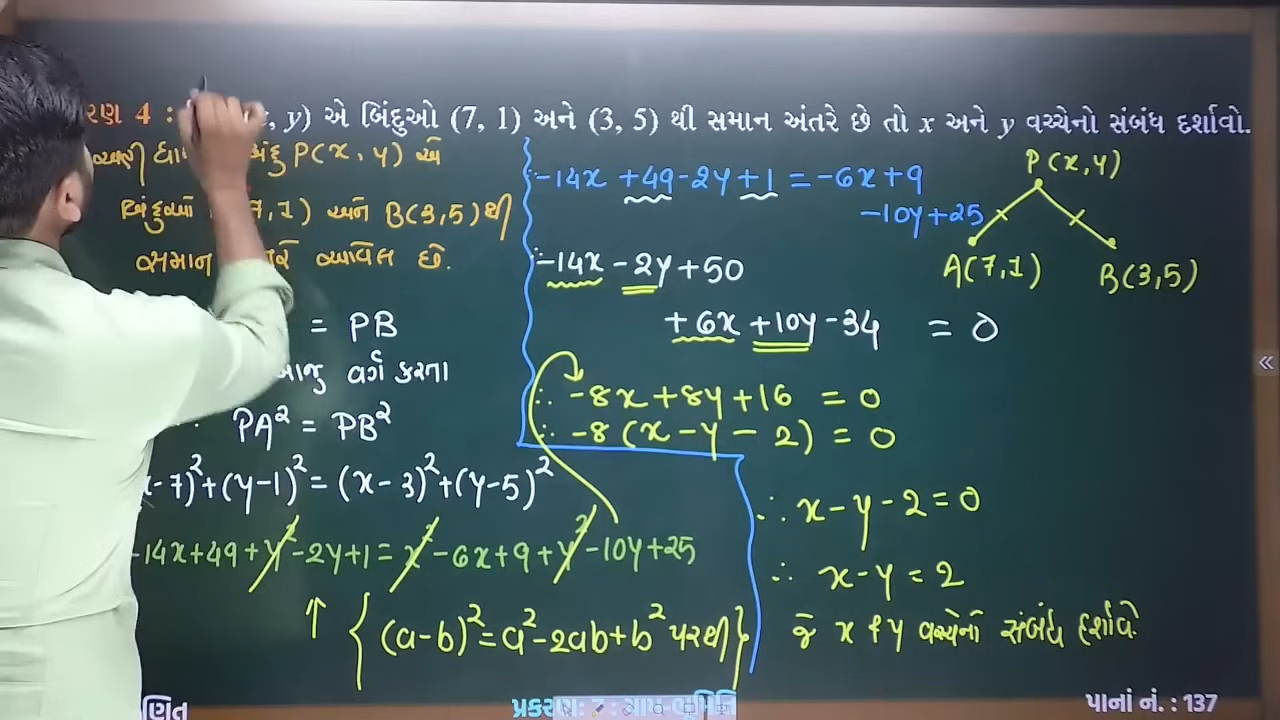 રણ 4 : , y) એ બિંદુઓ (7, 1) અને (3, 5) થી સમાન અંતરે છે તો x અને y વચ્ચેનો સંબંધ દર્શાવો.
P(x, y) એ
7,1) અને B(3,5) થી
સમાન આવેલ છે.
= PB
વર્ગ કરતા
PA² = PB²
x-7)²+(y-1)² = (x-3)²+(y-5)²
-14x+49+y²-2y+1 = x²-6x+9+y²-10y+25
↑ {(a-b)² = a²-2ab+b² પરથી}
∴ -14x +49 -2y +1 = -6x+9
-10y+25
∴ -14x -2y +50
+6x +10y -34 = 0
∴ -8x+8y+16 = 0
∴ -8(x-y-2) = 0
∴ x-y-2=0
∴ x-y=2
જે x ને y વચ્ચેનો સંબંધ દર્શાવે
P(x,y)
A(7,1) B(3,5)
ણિત
પાનાં નં. : 137